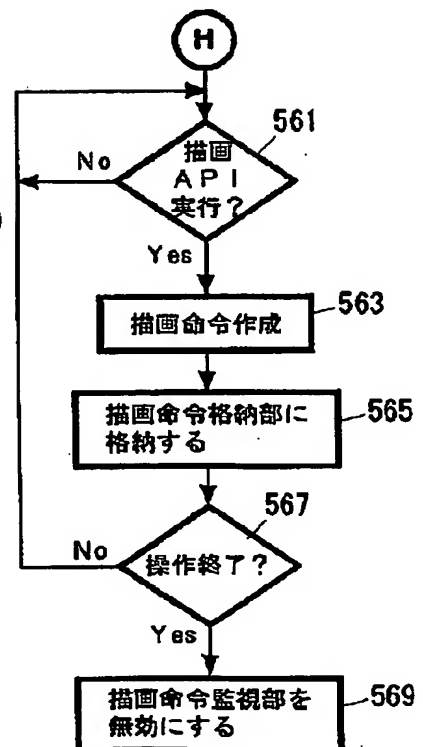 H
561
描画
API
実行?
No
Yes
563
描画命令作成
565
描画命令格納部に
格納する
567
操作終了?
No
Yes
569
描画命令監視部を
無効にする